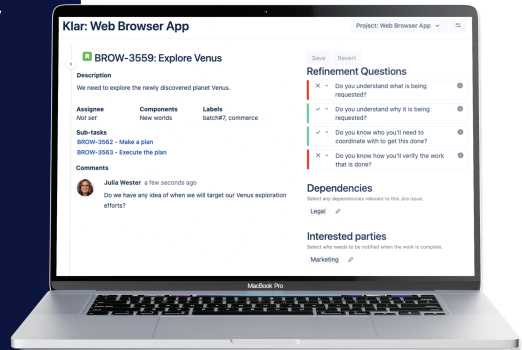 Klar: Web Browser App
Project: Web Browser App
BROW-3559: Explore Venus
Description
We need to explore the newly discovered planet Venus.
Assignee
Components
Labels
Not set
New worlds
batch#7, commerce
Sub-tasks
BROW-3562 - Make a plan
BROW-3563 - Execute the plan
Comments
Julia Wester a few seconds ago
Do we have any idea of when we will target our Venus exploration
efforts?
Save
Revert
Refinement Questions
Do you understand what is being
requested?
Do you understand why it is being
requested?
Do you know who you'll need to
coordinate with to get this done?
Do you know how you'll verify the work
that is done?
Dependencies
Select any dependencies relevant to this Jira issue.
Legal
Interested parties
Select who needs to be notified when the work is complete.
Marketing
MacBook Pro